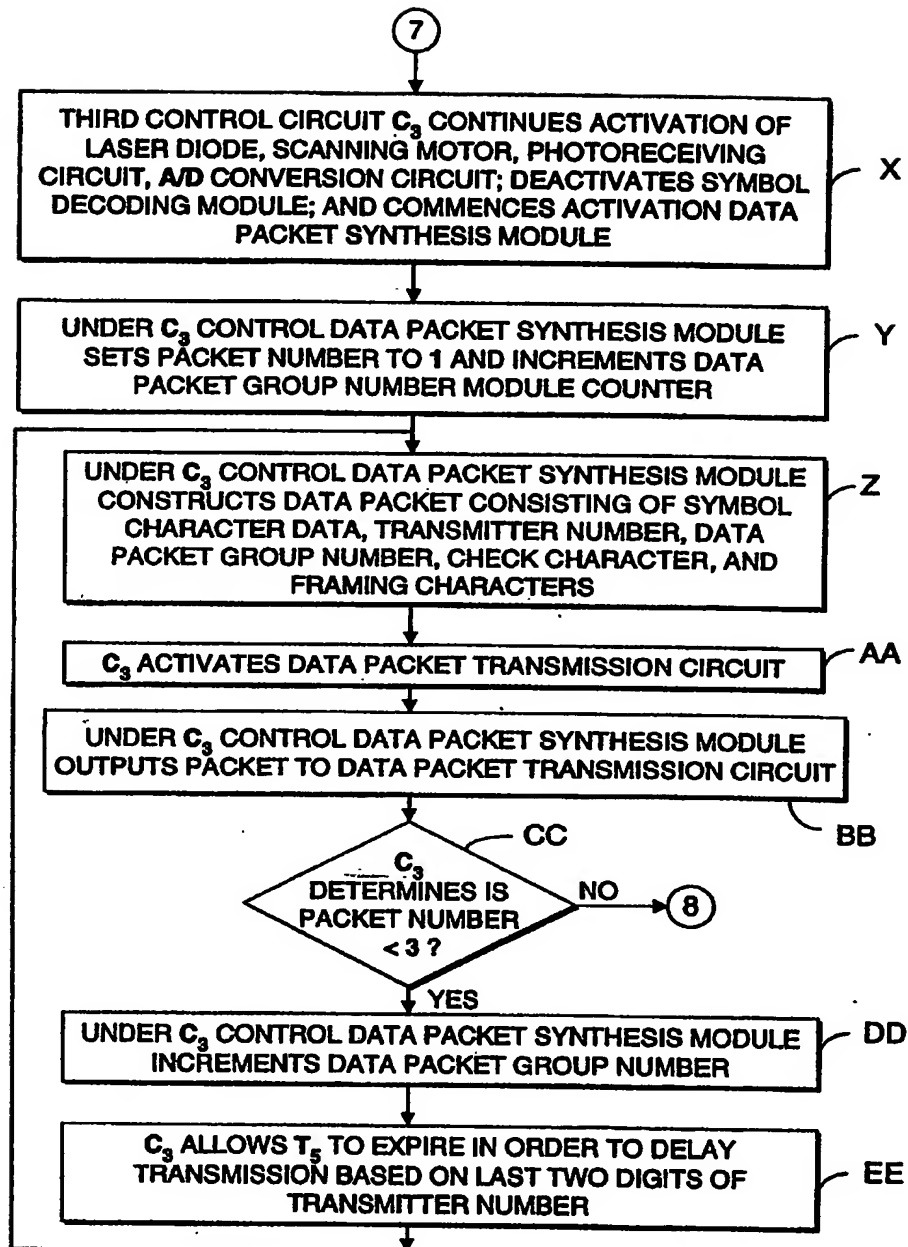 7
THIRD CONTROL CIRCUIT C₃ CONTINUES ACTIVATION OF
LASER DIODE, SCANNING MOTOR, PHOTORECEIVING
CIRCUIT, A/D CONVERSION CIRCUIT; DEACTIVATES SYMBOL
DECODING MODULE; AND COMMENCES ACTIVATION DATA
PACKET SYNTHESIS MODULE
X
UNDER C₃ CONTROL DATA PACKET SYNTHESIS MODULE
SETS PACKET NUMBER TO 1 AND INCREMENTS DATA
PACKET GROUP NUMBER MODULE COUNTER
Y
UNDER C₃ CONTROL DATA PACKET SYNTHESIS MODULE
CONSTRUCTS DATA PACKET CONSISTING OF SYMBOL
CHARACTER DATA, TRANSMITTER NUMBER, DATA
PACKET GROUP NUMBER, CHECK CHARACTER, AND
FRAMING CHARACTERS
Z
C₃ ACTIVATES DATA PACKET TRANSMISSION CIRCUIT
AA
UNDER C₃ CONTROL DATA PACKET SYNTHESIS MODULE
OUTPUTS PACKET TO DATA PACKET TRANSMISSION CIRCUIT
BB
CC
C₃
DETERMINES IS
PACKET NUMBER
< 3 ?
NO
8
YES
UNDER C₃ CONTROL DATA PACKET SYNTHESIS MODULE
INCREMENTS DATA PACKET GROUP NUMBER
DD
C₃ ALLOWS T₅ TO EXPIRE IN ORDER TO DELAY
TRANSMISSION BASED ON LAST TWO DIGITS OF
TRANSMITTER NUMBER
EE